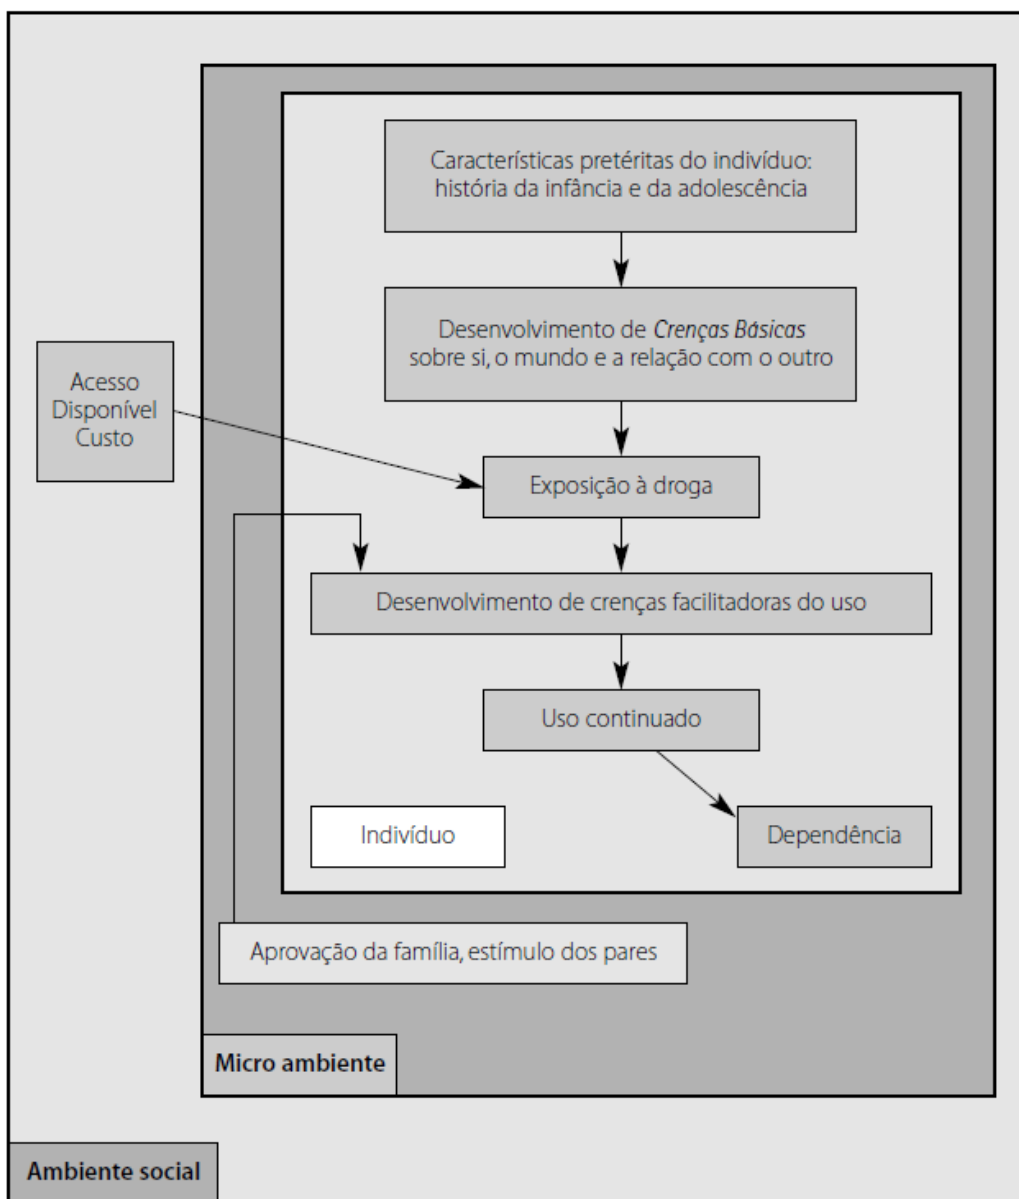 Características pretéritas do indivíduo:
história da infância e da adolescência
Desenvolvimento de Crenças Básicas
sobre si, o mundo e a relação com o outro
Acesso
Disponível
Custo
Exposição à droga
Desenvolvimento de crenças facilitadoras do uso
Uso continuado
Indivíduo
Dependência
Aprovação da família, estímulo dos pares
Micro ambiente
Ambiente social